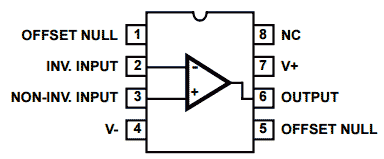 OFFSET NULL 1 8 NC
INV. INPUT 2 - 7 V+
NON-INV. INPUT 3 + 6 OUTPUT
V- 4 5 OFFSET NULL